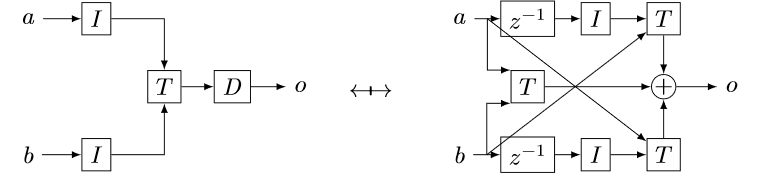 a I
T D o
b I
↔
a z⁻¹ I T
T + o
b z⁻¹ I T